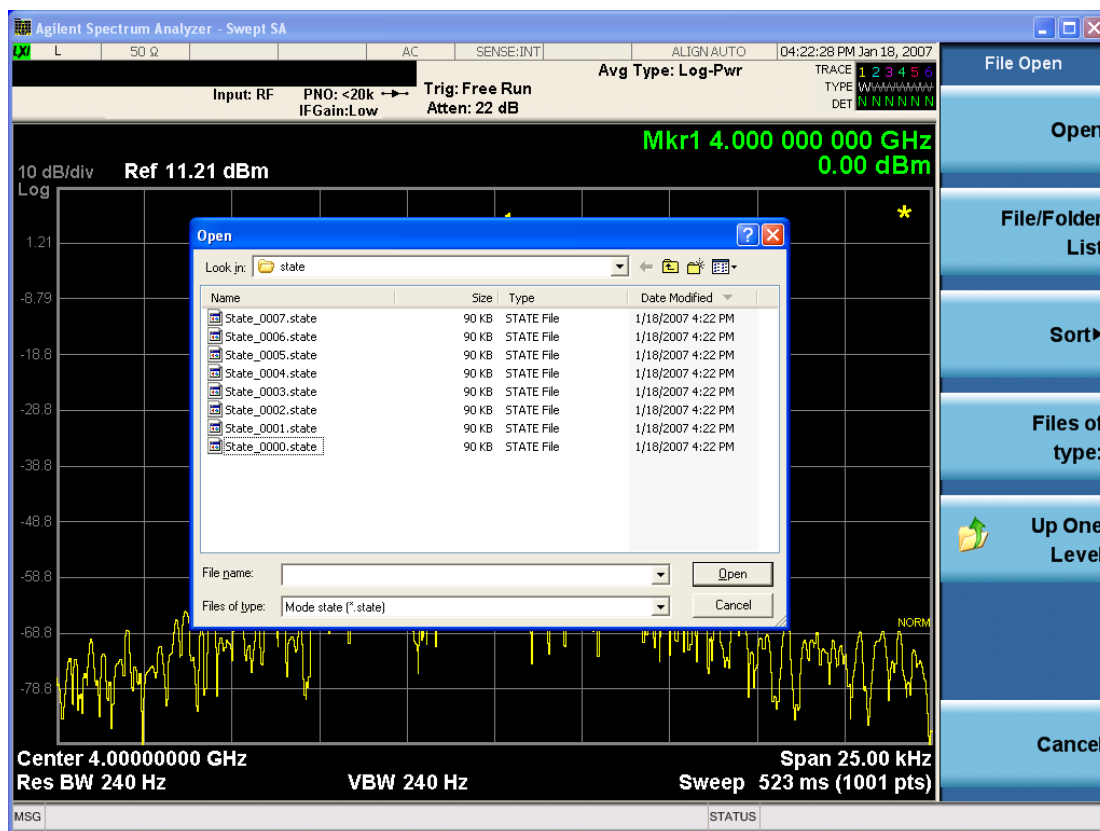 Agilent Spectrum Analyzer - Swept SA
LXI L 50 Ω AC SENSE:INT ALIGNAUTO 04:22:28 PM Jan 18, 2007
Input: RF PNO: <20k Trig: Free Run Avg Type: Log-Pwr TRACE 1 2 3 4 5 6
IFGain:Low Atten: 22 dB TYPE
DET N N N N N N
Mkr1 4.000 000 000 GHz
0.00 dBm
10 dB/div Ref 11.21 dBm
Log
1.21
-8.79
-18.8
-28.8
-38.8
-48.8
-58.8
-68.8
-78.8
NORM
Open
Look in: state
Name Size Type Date Modified
State_0007.state 90 KB STATE File 1/18/2007 4:22 PM
State_0006.state 90 KB STATE File 1/18/2007 4:22 PM
State_0005.state 90 KB STATE File 1/18/2007 4:22 PM
State_0004.state 90 KB STATE File 1/18/2007 4:22 PM
State_0003.state 90 KB STATE File 1/18/2007 4:22 PM
State_0002.state 90 KB STATE File 1/18/2007 4:22 PM
State_0001.state 90 KB STATE File 1/18/2007 4:22 PM
State_0000.state 90 KB STATE File 1/18/2007 4:22 PM
File name: Open
Files of type: Mode state (*.state) Cancel
Center 4.00000000 GHz Span 25.00 kHz
Res BW 240 Hz VBW 240 Hz Sweep 523 ms (1001 pts)
MSG STATUS
File Open
Open
File/Folder
List
Sort
Files of
type:
Up One
Level
Cancel